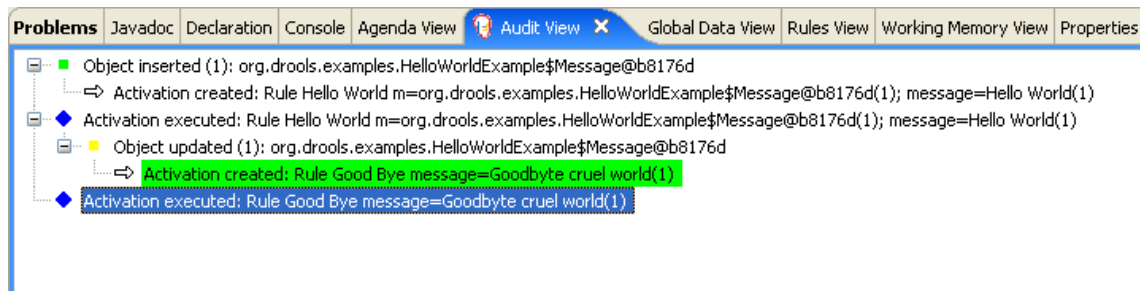 Problems Javadoc Declaration Console Agenda View Audit View Global Data View Rules View Working Memory View Properties
Object inserted (1): org.drools.examples.HelloWorldExample$Message@b8176d
Activation created: Rule Hello World m=org.drools.examples.HelloWorldExample$Message@b8176d(1); message=Hello World(1)
Activation executed: Rule Hello World m=org.drools.examples.HelloWorldExample$Message@b8176d(1); message=Hello World(1)
Object updated (1): org.drools.examples.HelloWorldExample$Message@b8176d
Activation created: Rule Good Bye message=Goodbyte cruel world(1)
Activation executed: Rule Good Bye message=Goodbyte cruel world(1)